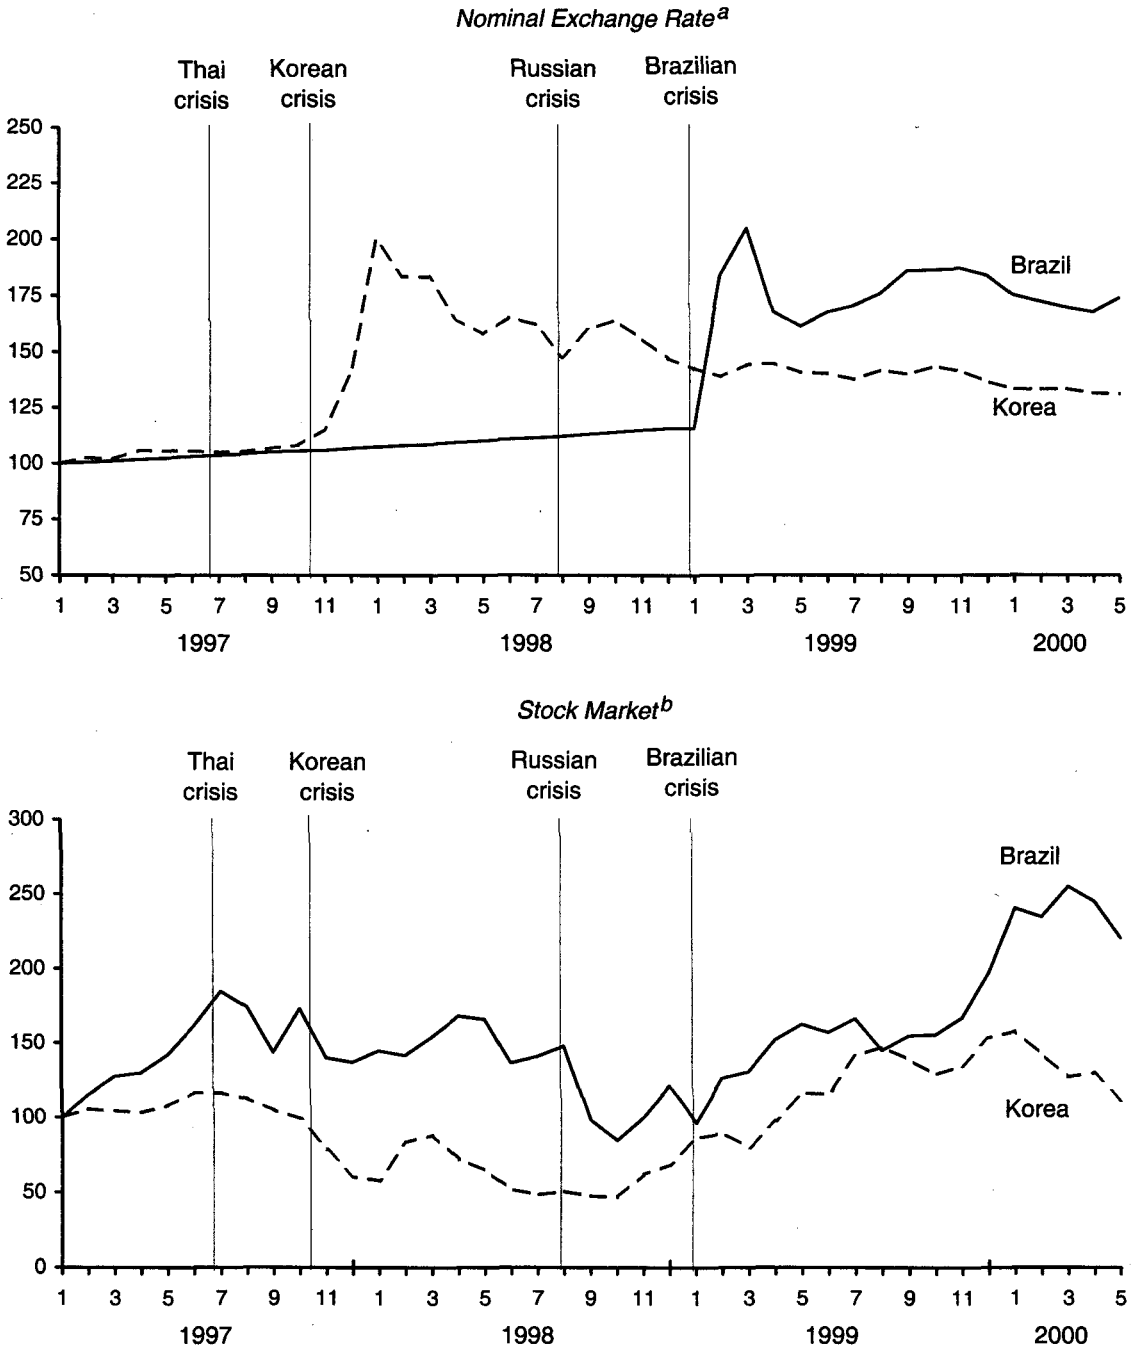 Nominal Exchange Rate^a
Thai crisis
Korean crisis
Russian crisis
Brazilian crisis
250
225
200
175
150
125
100
75
50
Brazil
Korea
1 3 5 7 9 11 1 3 5 7 9 11 1 3 5 7 9 11 1 3 5
1997 1998 1999 2000
Stock Market^b
Thai crisis
Korean crisis
Russian crisis
Brazilian crisis
300
250
200
150
100
50
0
Brazil
Korea
1 3 5 7 9 11 1 3 5 7 9 11 1 3 5 7 9 11 1 3 5
1997 1998 1999 2000